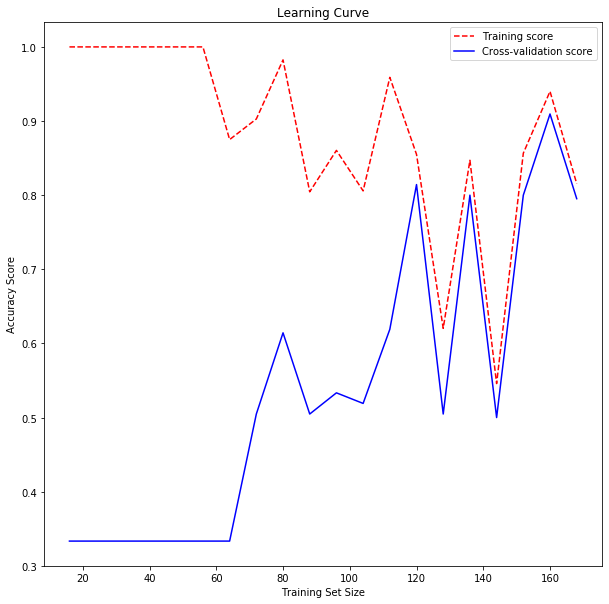 Learning Curve
Training score
Cross-validation score
Accuracy Score
1.0
0.9
0.8
0.7
0.6
0.5
0.4
0.3
20 40 60 80 100 120 140 160
Training Set Size